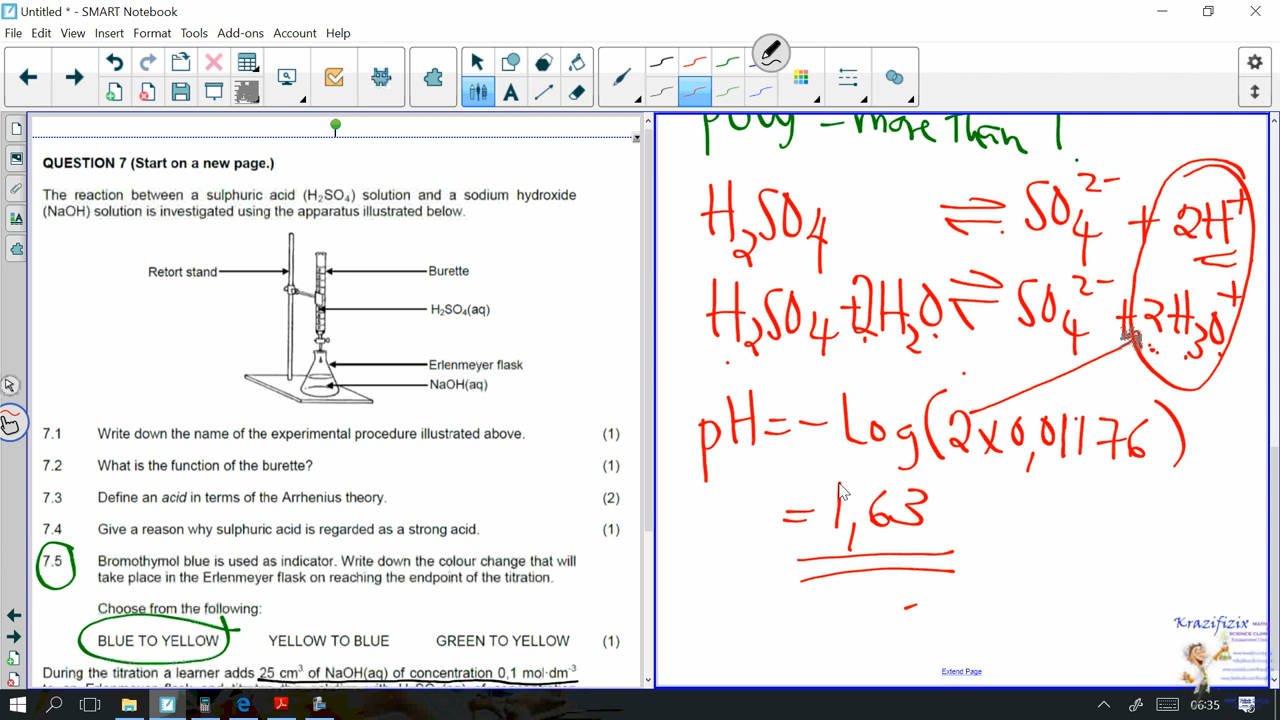 Untitled * - SMART Notebook
File Edit View Insert Format Tools Add-ons Account Help
QUESTION 7 (Start on a new page.)
The reaction between a sulphuric acid (H₂SO₄) solution and a sodium hydroxide
(NaOH) solution is investigated using the apparatus illustrated below.
Retort stand
Burette
H₂SO₄(aq)
Erlenmeyer flask
NaOH(aq)
7.1 Write down the name of the experimental procedure illustrated above. (1)
7.2 What is the function of the burette? (1)
7.3 Define an acid in terms of the Arrhenius theory. (2)
7.4 Give a reason why sulphuric acid is regarded as a strong acid. (1)
7.5 Bromothymol blue is used as indicator. Write down the colour change that will
take place in the Erlenmeyer flask on reaching the endpoint of the titration.
Choose from the following:
BLUE TO YELLOW YELLOW TO BLUE GREEN TO YELLOW (1)
During the titration a learner adds 25 cm³ of NaOH(aq) of concentration 0,1 mol·dm⁻³
poly - more than 1.
H₂SO₄ ⇌ SO₄²⁻ + 2H⁺
H₂SO₄ + 2H₂O ⇌ SO₄²⁻ + 2H₃O⁺
pH = - Log(2x0,01176)
= 1,63
Krazifizix MATH
SCIENCE CLINIC
Extend Page
06:35